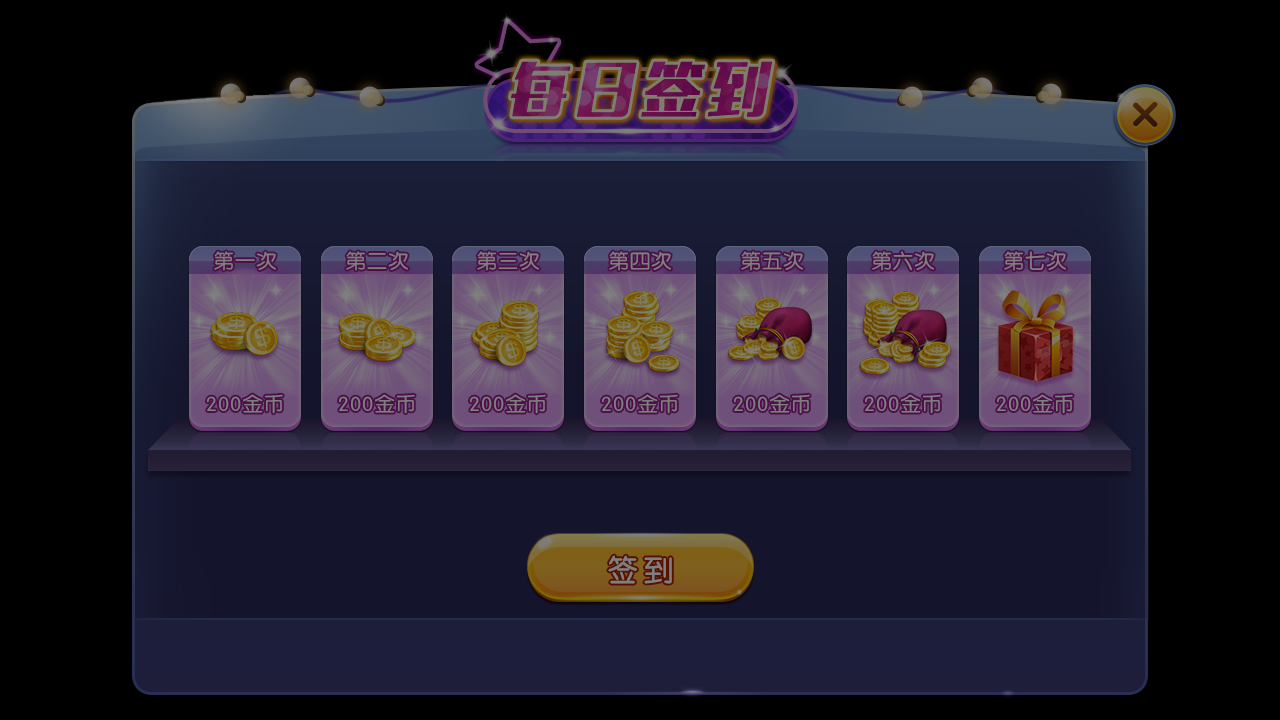 每日签到
第一次 第二次 第三次 第四次 第五次 第六次 第七次
200金币 200金币 200金币 200金币 200金币 200金币 200金币
签到